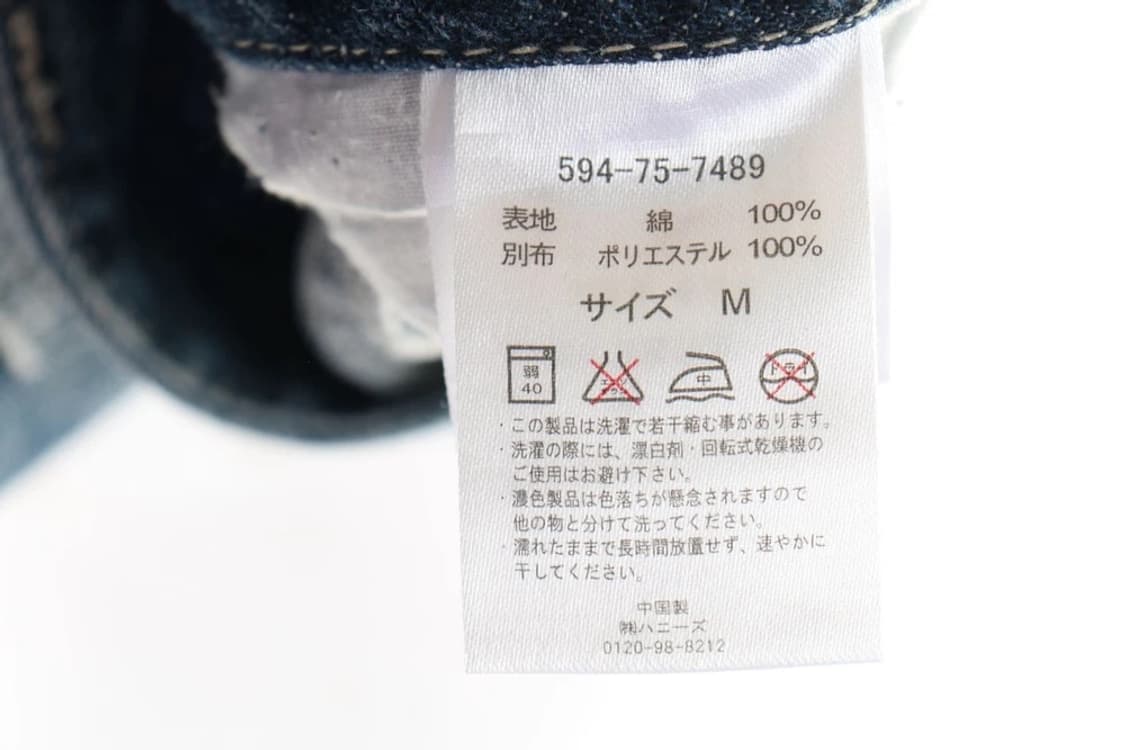 594-75-7489
表地 綿 100%
別布 ポリエステル 100%
サイズ M
弱 中 ドライ
40
・この製品は洗濯で若干縮む事があります。
・洗濯の際には、漂白剤・回転式乾燥機の
ご使用はお避け下さい。
・濃色製品は色落ちが懸念されますので
他の物と分けて洗ってください。
・濡れたままで長時間放置せず、速やかに
干してください。
中国製
㈱ハニーズ
0120-98-8212